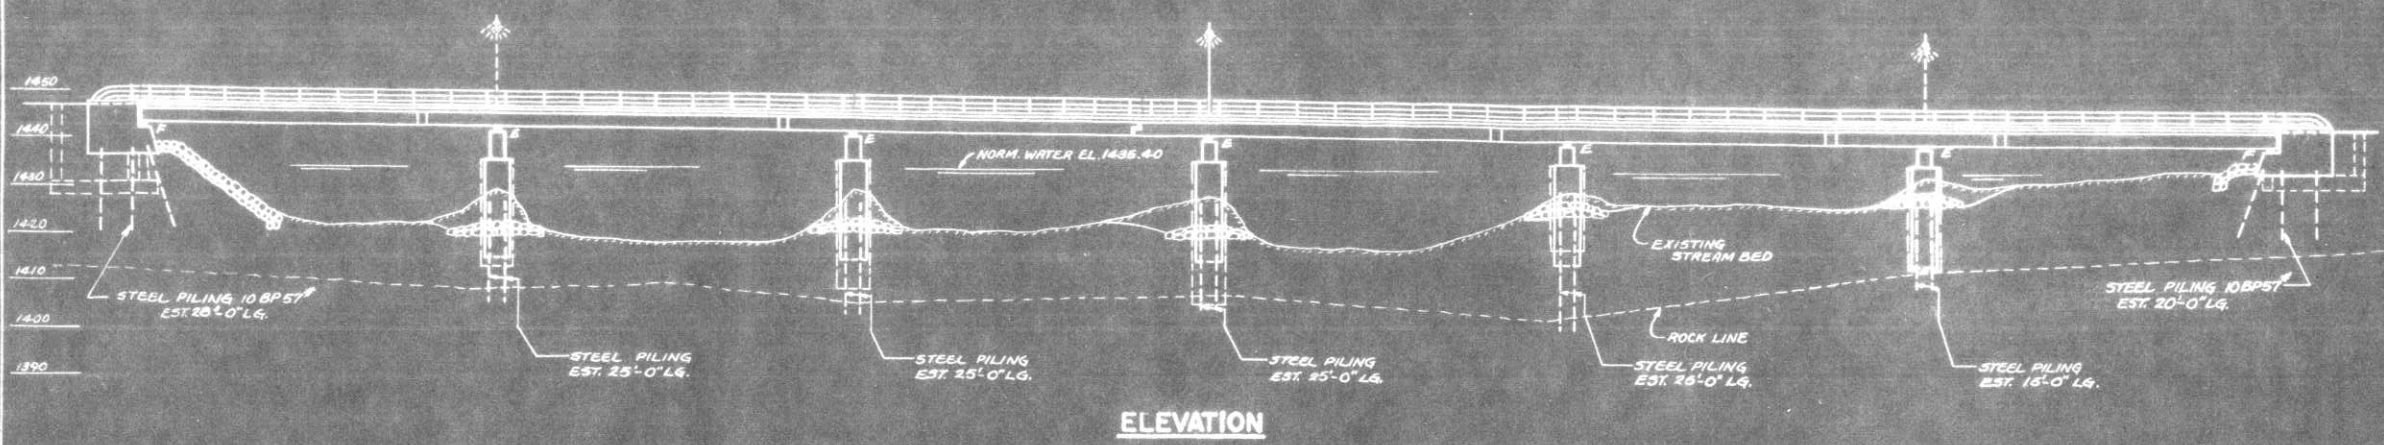 1450
1440
1430
1420
1410
1400
1390
F
E
E
F
E
E
E
F
NORM. WATER EL. 1435.40
EXISTING
STREAM BED
ROCK LINE
STEEL PILING 10 BP 57#
EST. 28'-0" LG.
STEEL PILING
EST. 25'-0" LG.
STEEL PILING
EST. 25'-0" LG.
STEEL PILING
EST. 25'-0" LG.
STEEL PILING
EST. 26'-0" LG.
STEEL PILING
EST. 15'-0" LG.
STEEL PILING 10 BP 57#
EST. 20'-0" LG.
ELEVATION